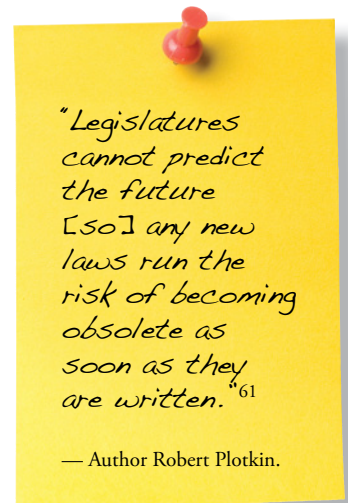 "Legislatures
cannot predict
the future
[so] any new
laws run the
risk of becoming
obsolete as
soon as they
are written."61
— Author Robert Plotkin.